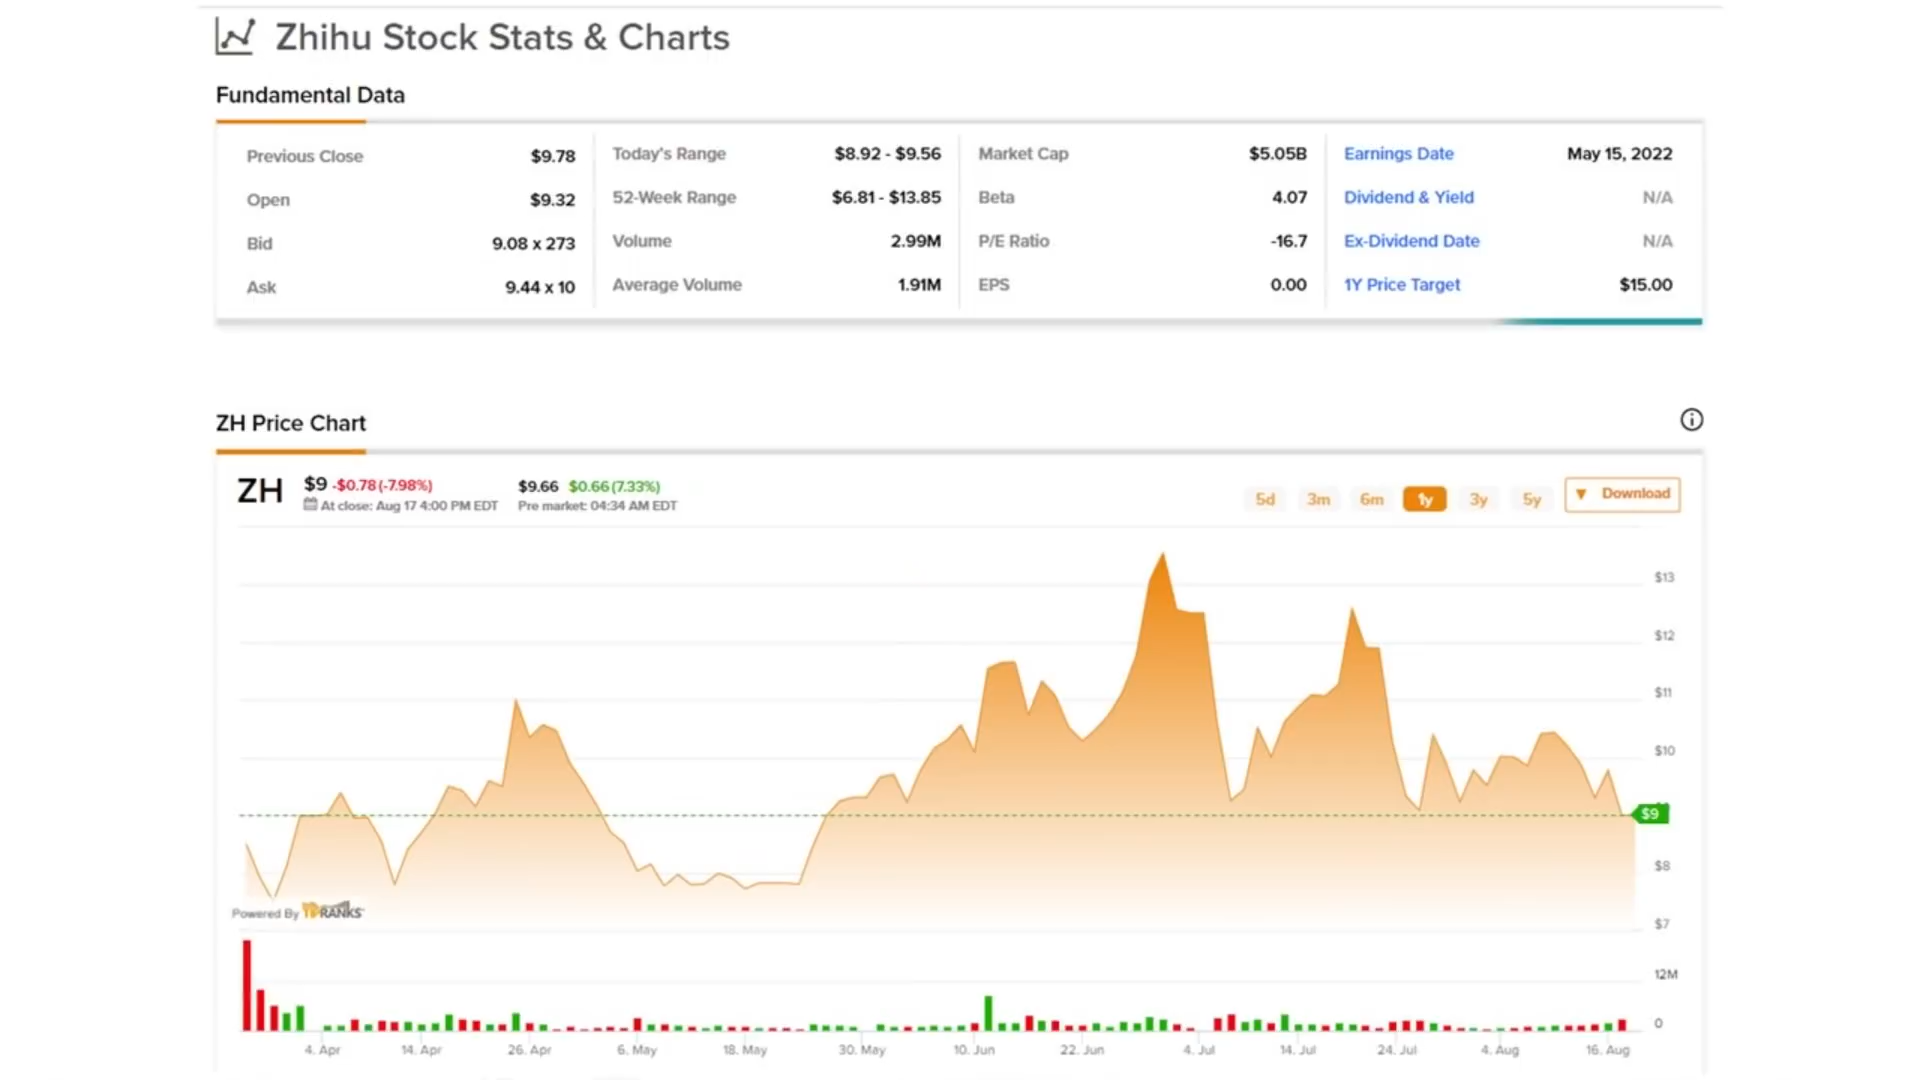 Zhihu Stock Stats & Charts
Fundamental Data
Previous Close $9.78
Open $9.32
Bid 9.08 x 273
Ask 9.44 x 10
Today's Range $8.92 - $9.56
52-Week Range $6.81 - $13.85
Volume 2.99M
Average Volume 1.91M
Market Cap $5.05B
Beta 4.07
P/E Ratio -16.7
EPS 0.00
Earnings Date May 15, 2022
Dividend & Yield N/A
Ex-Dividend Date N/A
1Y Price Target $15.00
ZH Price Chart
ZH $9 -$0.78 (-7.98%) $9.66 $0.66 (7.33%)
At close: Aug 17 4:00 PM EDT Pre market: 04:34 AM EDT
5d 3m 6m 1y 3y 5y Download
$13
$12
$11
$10
$9
$8
Powered By TIPRANKS
$7
12M
0
4. Apr 14. Apr 26. Apr 6. May 18. May 30. May 10. Jun 22. Jun 4. Jul 14. Jul 24. Jul 4. Aug 16. Aug